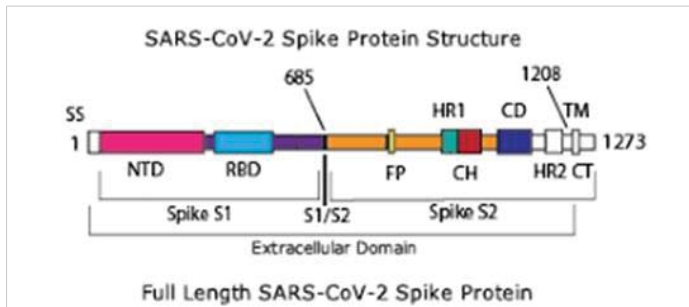 SARS-CoV-2 Spike Protein Structure
685
1208
SS
HR1
CD
TM
1
1273
NTD
RBD
FP
CH
HR2 CT
Spike S1
S1/S2
Spike S2
Extracellular Domain
Full Length SARS-CoV-2 Spike Protein